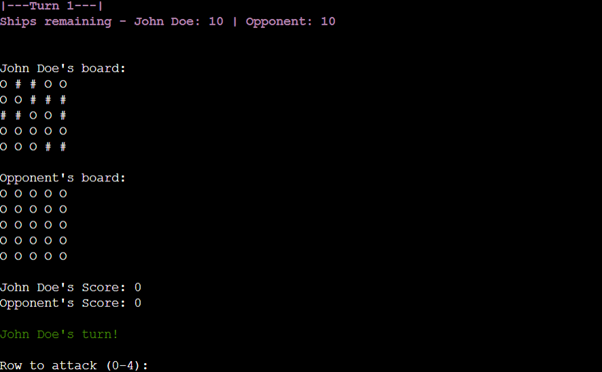 |---Turn 1---|
Ships remaining - John Doe: 10 | Opponent: 10
John Doe's board:
O # # O O
O O # # #
# # O O #
O O O O O
O O O # #
Opponent's board:
O O O O O
O O O O O
O O O O O
O O O O O
O O O O O
John Doe's Score: 0
Opponent's Score: 0
John Doe's turn!
Row to attack (0-4):